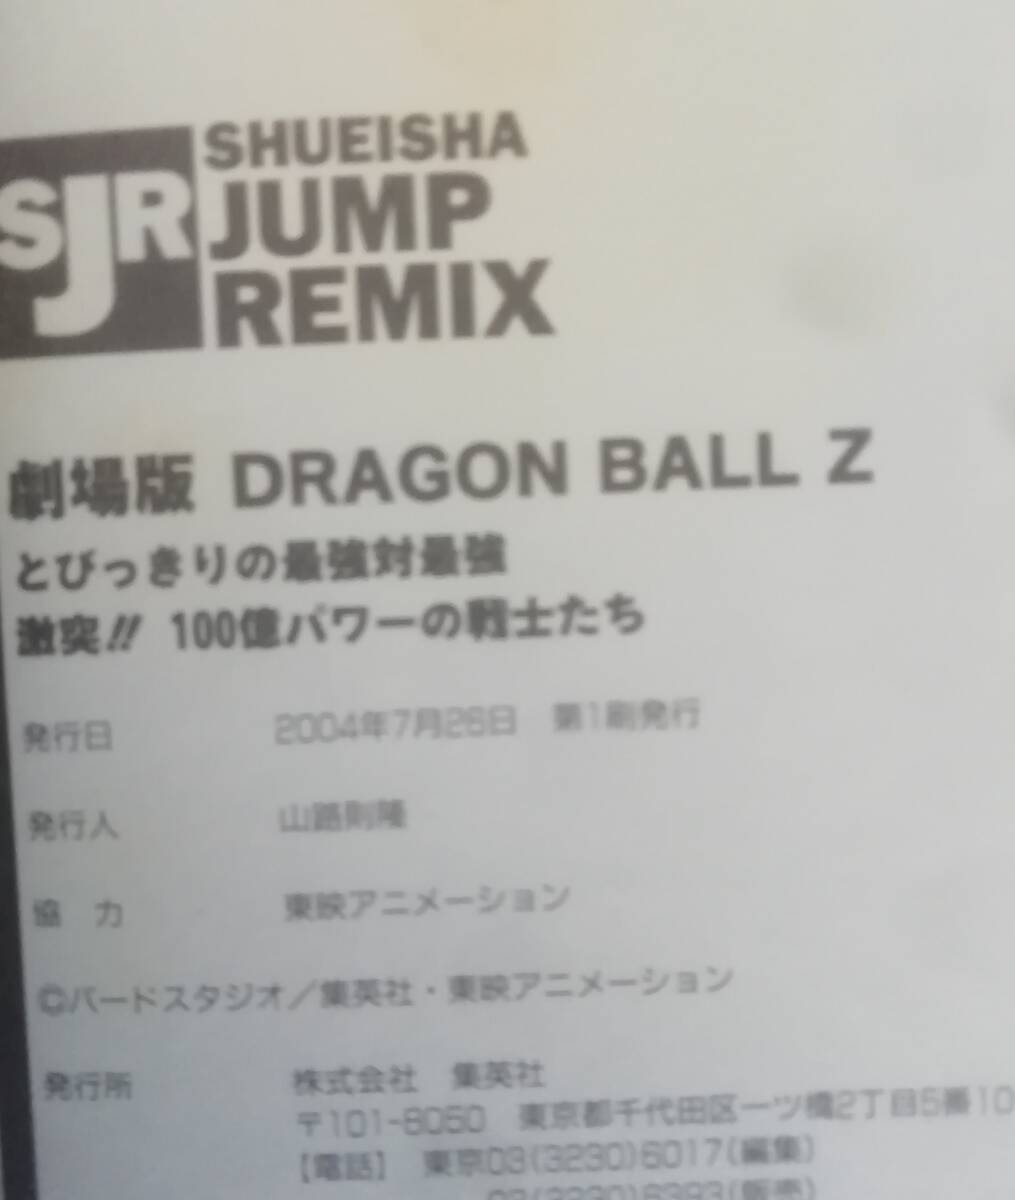 SJR
SHUEISHA
JUMP
REMIX
劇場版 DRAGON BALL Z
とびっきりの最強対最強
激突!! 100億パワーの戦士たち
発行日 2004年7月26日 第1刷発行
発行人 山路則隆
協 力 東映アニメーション
©バードスタジオ／集英社・東映アニメーション
発行所 株式会社 集英社
〒101-8050 東京都千代田区一ツ橋2丁目5番10
【電話】 東京03(3230)6017(編集)
03(3230)6393(販売)